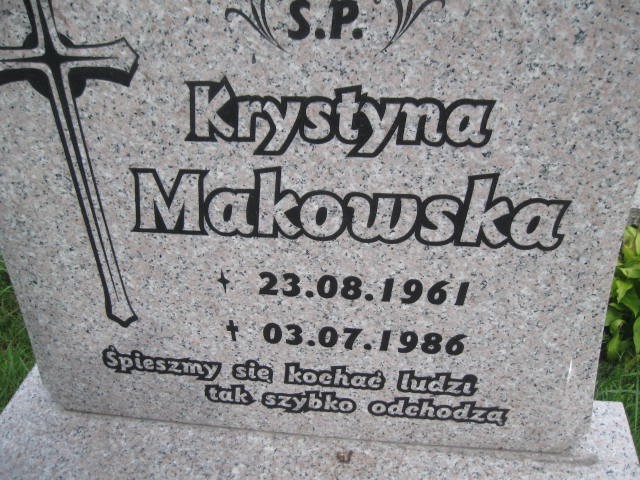 Ś.P.
Krystyna
Makowska
23.08.1961
✝ 03.07.1986
Śpieszmy się kochać ludzi
tak szybko odchodzą